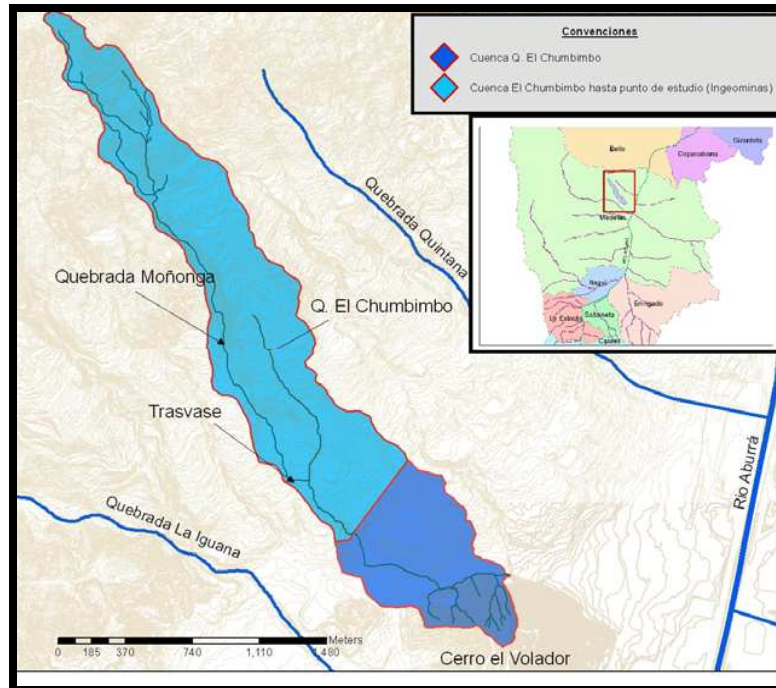 Convenciones
Cuenca Q. El Chumbimbo
Cuenca El Chumbimbo hasta punto de estudio (Ingeominas)
Bello
Copacabana
Girardota
Medellín
Itagui
Envigado
La Estrella
Sabaneta
Caldas
Quebrada Quintana
Quebrada Moñonga
Q. El Chumbimbo
Trasvase
Quebrada La Iguana
Rio Aburrá
Cerro el Volador
Meters
0 185 370 740 1,110 1,480